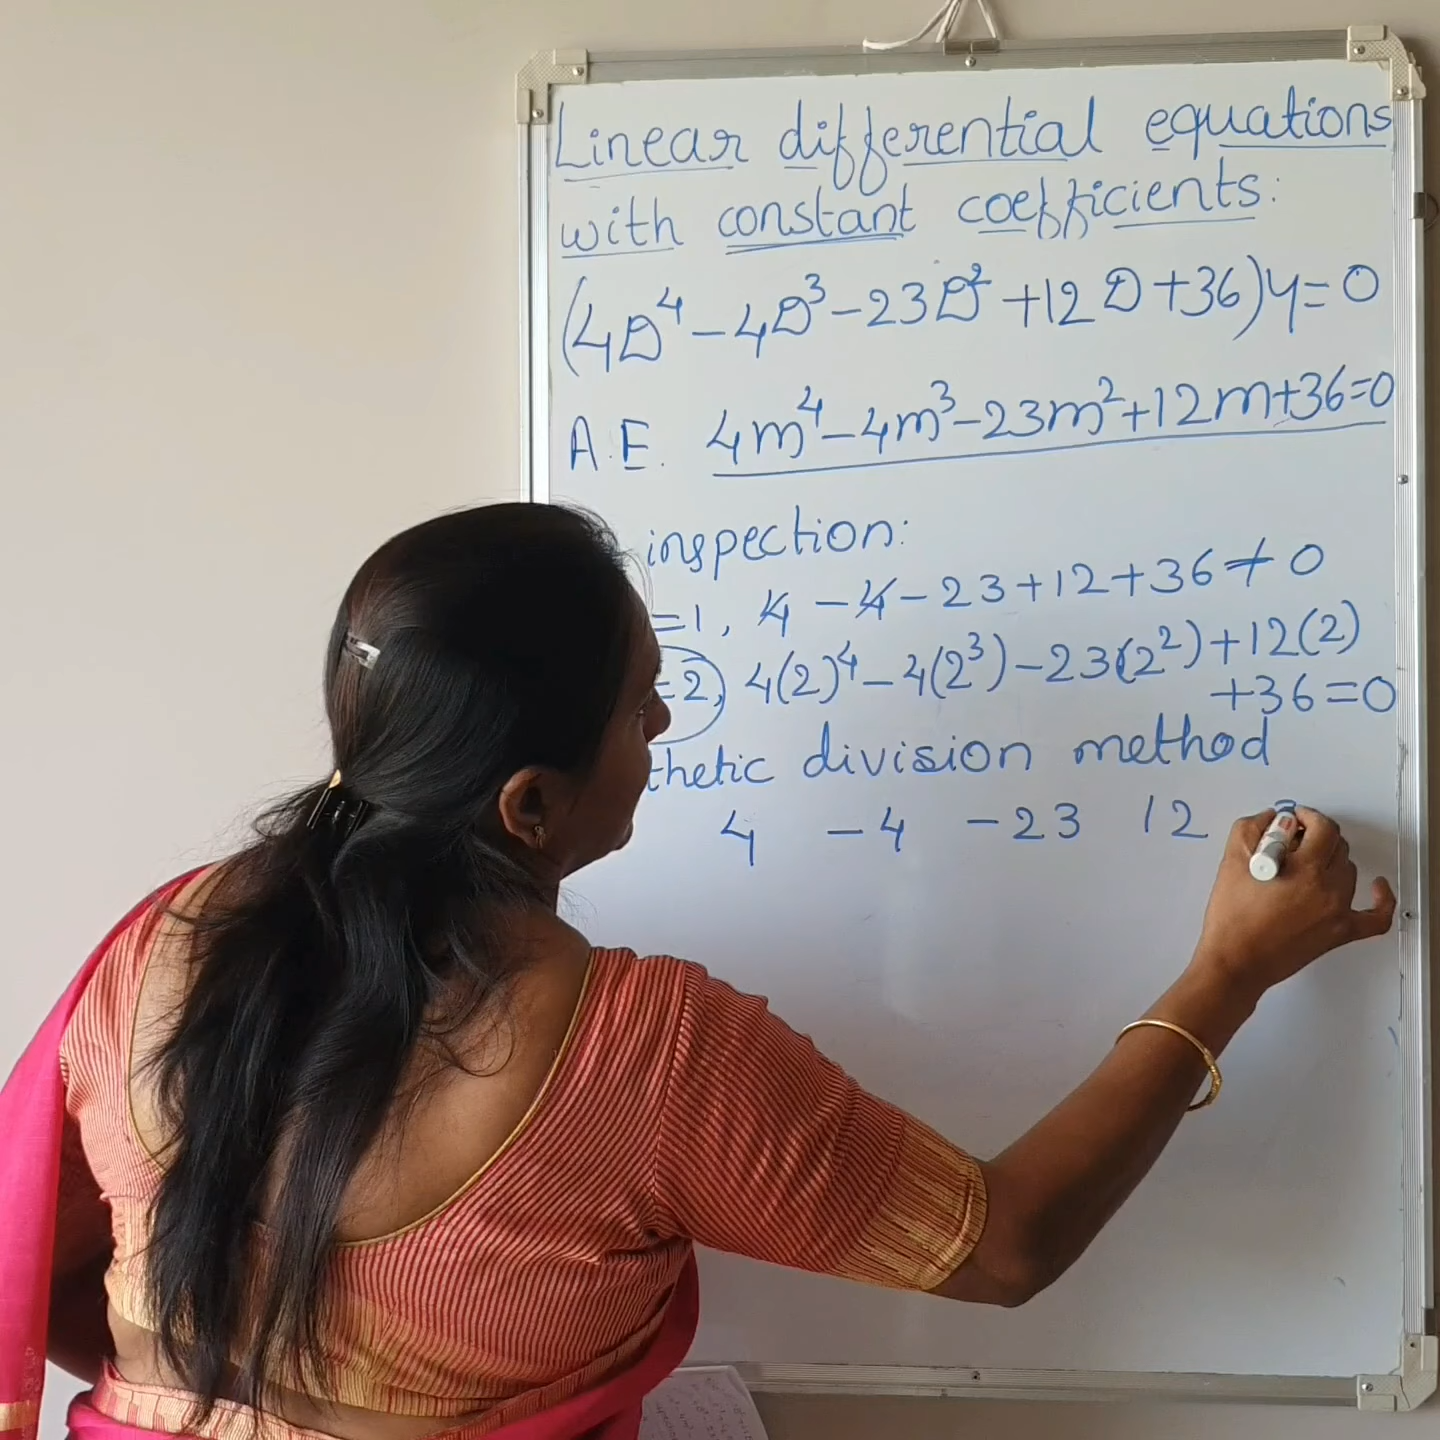 Linear differential equations
with constant coefficients:
(4D⁴ - 4D³ - 23D² + 12D + 36)y = 0
A.E. 4m⁴ - 4m³ - 23m² + 12m + 36 = 0
inspection:
=1, 4 - 4 - 23 + 12 + 36 ≠ 0
=2, 4(2)⁴ - 4(2³) - 23(2²) + 12(2)
+36 = 0
thetic division method
4 -4 -23 12